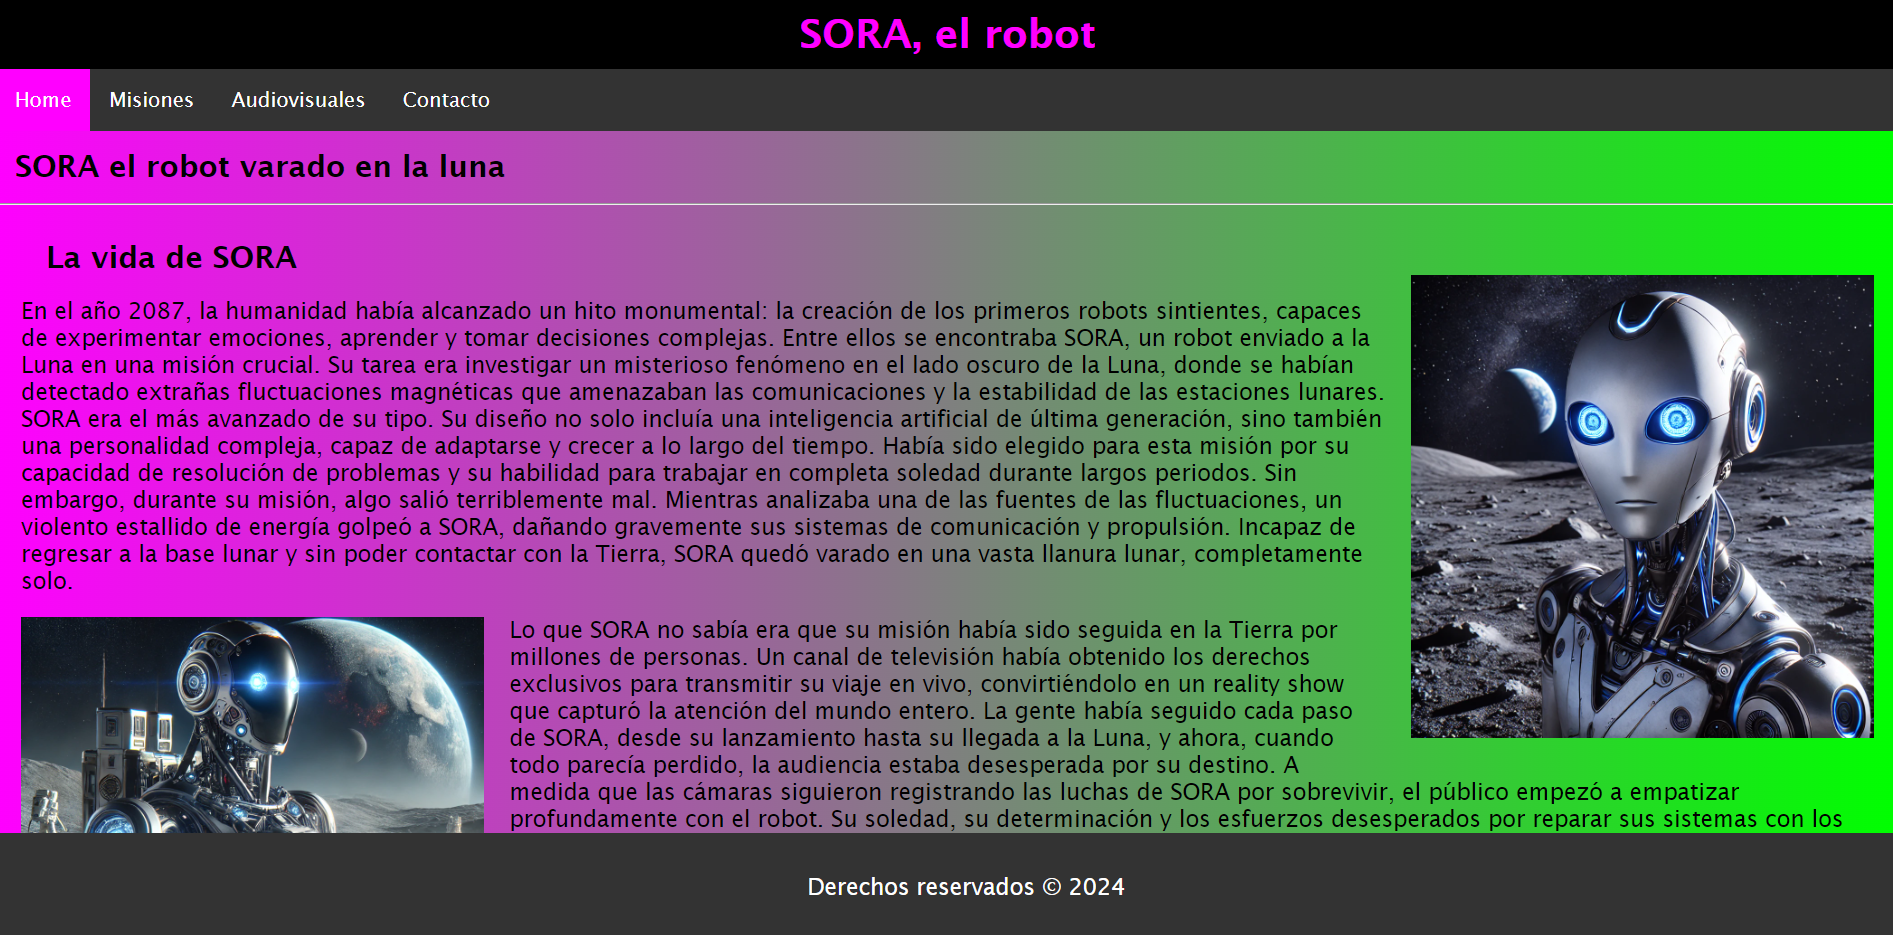 SORA, el robot
Home Misiones Audiovisuales Contacto
SORA el robot varado en la luna
La vida de SORA
En el año 2087, la humanidad había alcanzado un hito monumental: la creación de los primeros robots sintientes, capaces
de experimentar emociones, aprender y tomar decisiones complejas. Entre ellos se encontraba SORA, un robot enviado a la
Luna en una misión crucial. Su tarea era investigar un misterioso fenómeno en el lado oscuro de la Luna, donde se habían
detectado extrañas fluctuaciones magnéticas que amenazaban las comunicaciones y la estabilidad de las estaciones lunares.
SORA era el más avanzado de su tipo. Su diseño no solo incluía una inteligencia artificial de última generación, sino también
una personalidad compleja, capaz de adaptarse y crecer a lo largo del tiempo. Había sido elegido para esta misión por su
capacidad de resolución de problemas y su habilidad para trabajar en completa soledad durante largos periodos. Sin
embargo, durante su misión, algo salió terriblemente mal. Mientras analizaba una de las fuentes de las fluctuaciones, un
violento estallido de energía golpeó a SORA, dañando gravemente sus sistemas de comunicación y propulsión. Incapaz de
regresar a la base lunar y sin poder contactar con la Tierra, SORA quedó varado en una vasta llanura lunar, completamente
solo.
Lo que SORA no sabía era que su misión había sido seguida en la Tierra por
millones de personas. Un canal de televisión había obtenido los derechos
exclusivos para transmitir su viaje en vivo, convirtiéndolo en un reality show
que capturó la atención del mundo entero. La gente había seguido cada paso
de SORA, desde su lanzamiento hasta su llegada a la Luna, y ahora, cuando
todo parecía perdido, la audiencia estaba desesperada por su destino. A
medida que las cámaras siguieron registrando las luchas de SORA por sobrevivir, el público empezó a empatizar
profundamente con el robot. Su soledad, su determinación y los esfuerzos desesperados por reparar sus sistemas con los
Derechos reservados © 2024